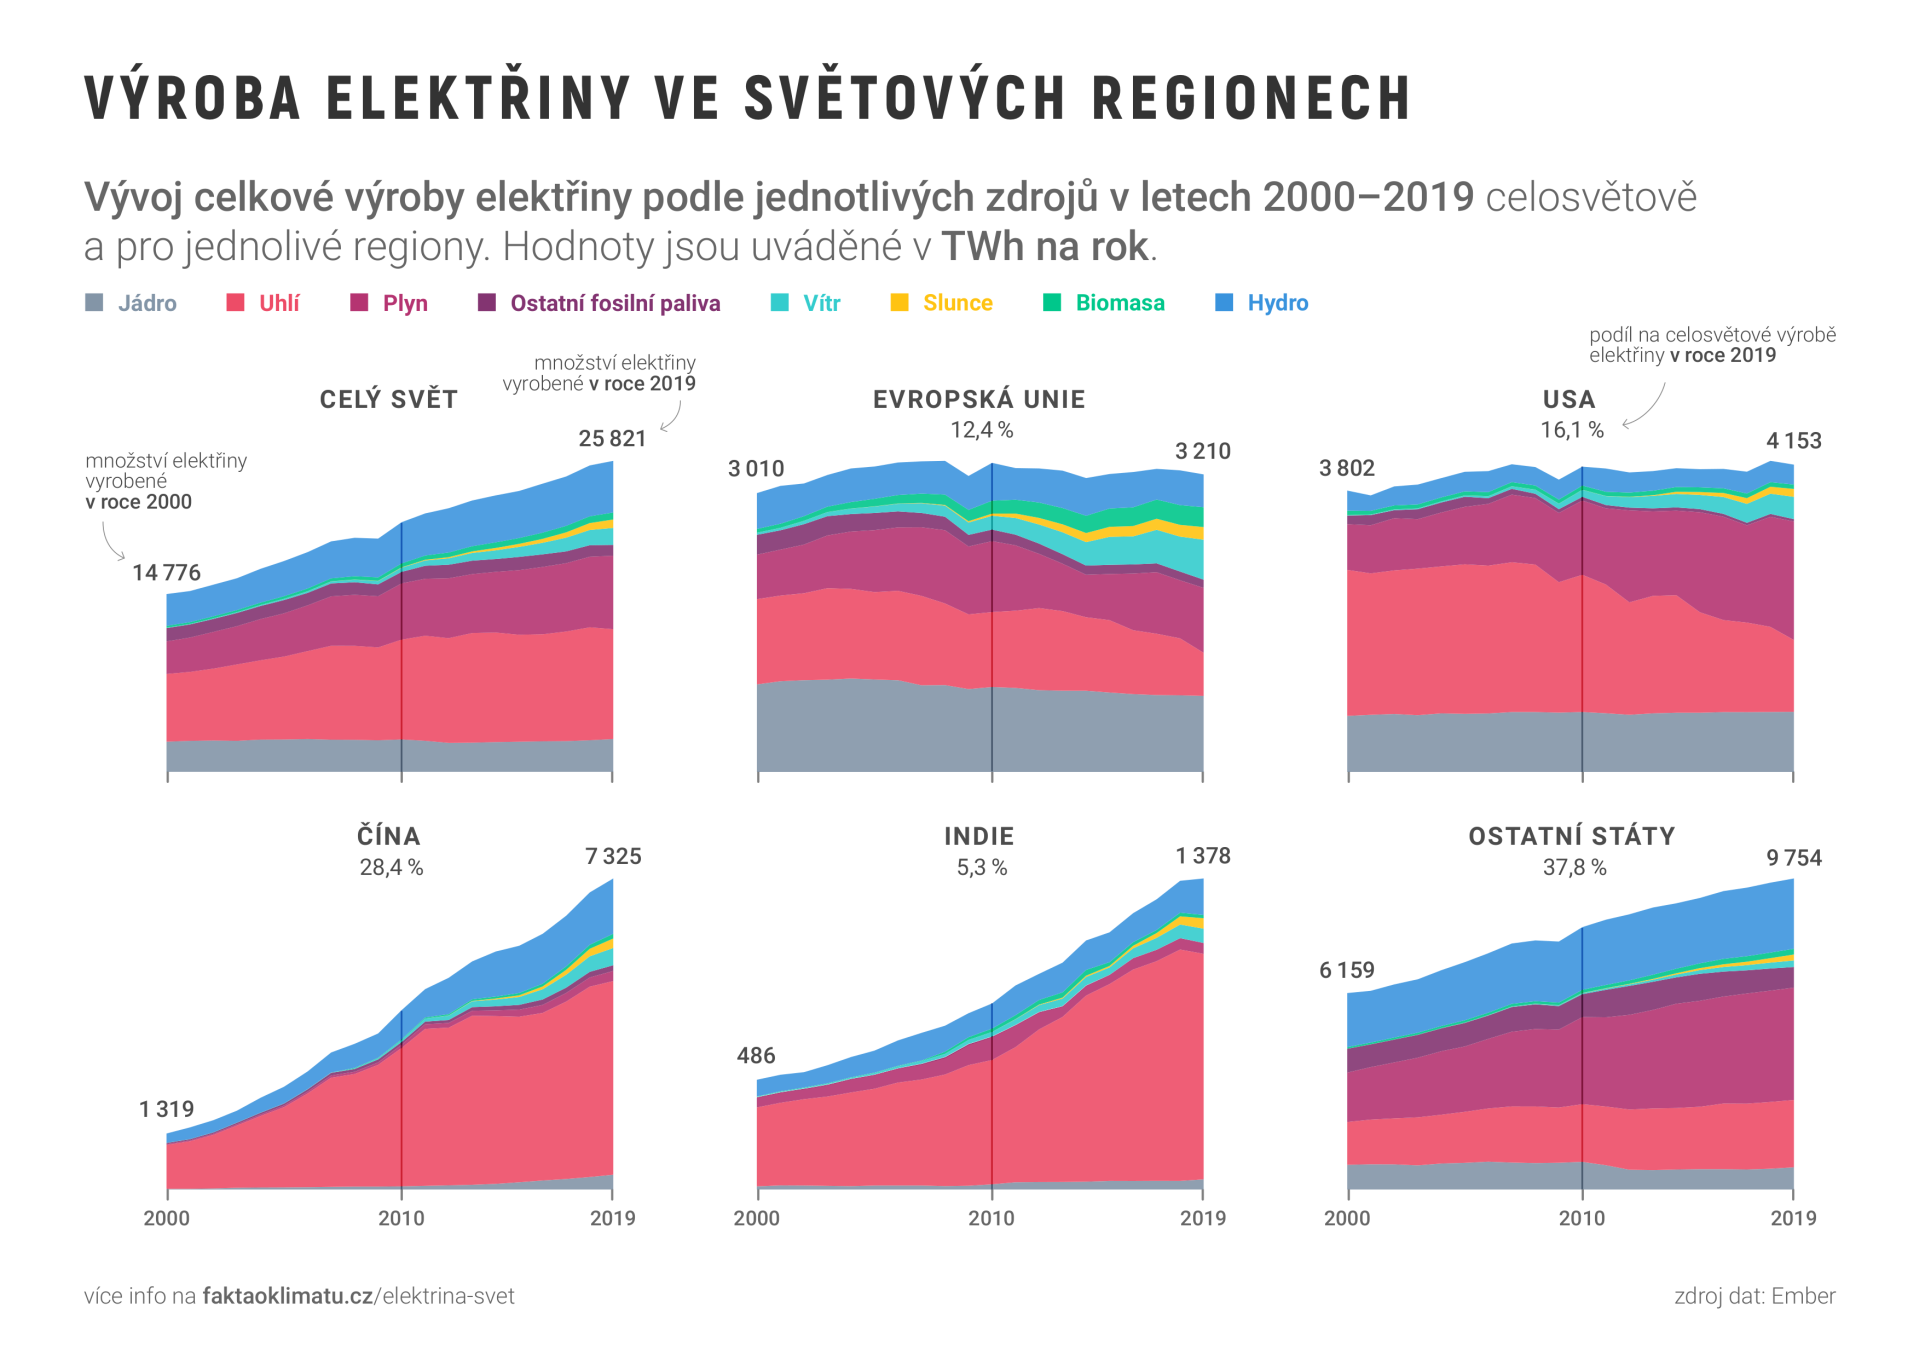 VÝROBA ELEKTŘINY VE SVĚTOVÝCH REGIONECH
Vývoj celkové výroby elektřiny podle jednotlivých zdrojů v letech 2000–2019 celosvětově
a pro jednolivé regiony. Hodnoty jsou uváděné v TWh na rok.
Jádro Uhlí Plyn Ostatní fosilní paliva Vítr Slunce Biomasa Hydro
CELÝ SVĚT
množství elektřiny
vyrobené v roce 2019
25 821
množství elektřiny
vyrobené
v roce 2000
14 776
EVROPSKÁ UNIE
12,4 %
3 010
3 210
podíl na celosvětové výrobě
elektřiny v roce 2019
USA
16,1 %
3 802
4 153
ČÍNA
28,4 %
7 325
1 319
2000 2010 2019
INDIE
5,3 %
1 378
486
2000 2010 2019
OSTATNÍ STÁTY
37,8 %
9 754
6 159
2000 2010 2019
více info na faktaoklimatu.cz/elektrina-svet
zdroj dat: Ember